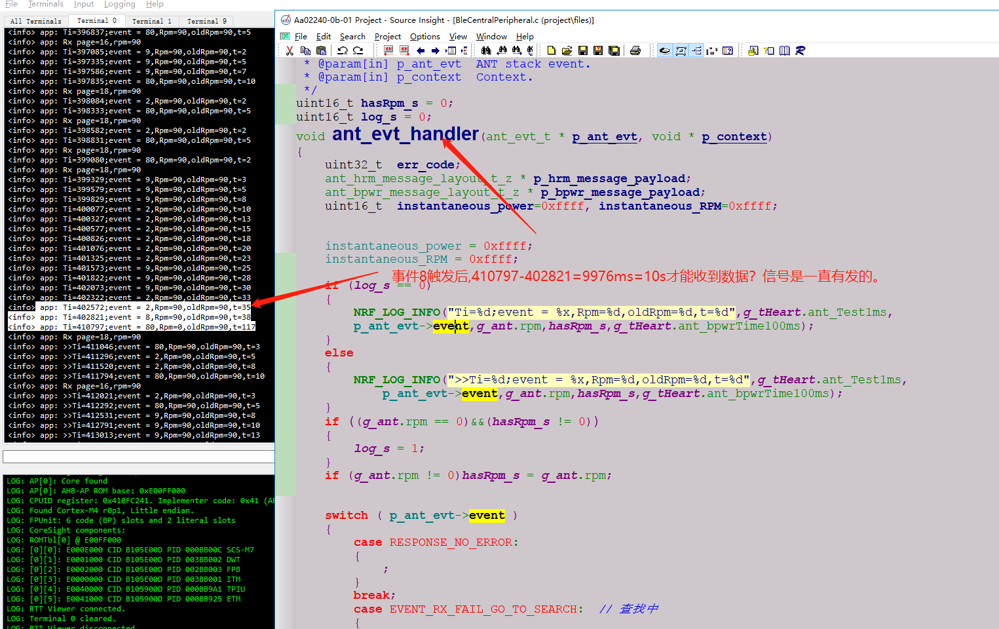 File Terminals Input Logging Help
All Terminals Terminal 0 Terminal 1 Terminal 9
<info> app: Ti=396837;event = 80,Rpm=90,oldRpm=90,t=5
<info> app: Rx page=16,rpm=90
<info> app: Ti=397085;event = 9,Rpm=90,oldRpm=90,t=2
<info> app: Ti=397335;event = 9,Rpm=90,oldRpm=90,t=5
<info> app: Ti=397586;event = 9,Rpm=90,oldRpm=90,t=7
<info> app: Ti=397835;event = 80,Rpm=90,oldRpm=90,t=10
<info> app: Rx page=18,rpm=90
<info> app: Ti=398084;event = 2,Rpm=90,oldRpm=90,t=2
<info> app: Ti=398333;event = 80,Rpm=90,oldRpm=90,t=5
<info> app: Rx page=18,rpm=90
<info> app: Ti=398582;event = 2,Rpm=90,oldRpm=90,t=2
<info> app: Ti=398831;event = 80,Rpm=90,oldRpm=90,t=5
<info> app: Rx page=18,rpm=90
<info> app: Ti=399080;event = 80,Rpm=90,oldRpm=90,t=2
<info> app: Rx page=18,rpm=90
<info> app: Ti=399329;event = 9,Rpm=90,oldRpm=90,t=3
<info> app: Ti=399579;event = 9,Rpm=90,oldRpm=90,t=5
<info> app: Ti=399829;event = 9,Rpm=90,oldRpm=90,t=8
<info> app: Ti=400077;event = 2,Rpm=90,oldRpm=90,t=10
<info> app: Ti=400327;event = 2,Rpm=90,oldRpm=90,t=13
<info> app: Ti=400577;event = 2,Rpm=90,oldRpm=90,t=15
<info> app: Ti=400826;event = 2,Rpm=90,oldRpm=90,t=18
<info> app: Ti=401076;event = 2,Rpm=90,oldRpm=90,t=20
<info> app: Ti=401325;event = 2,Rpm=90,oldRpm=90,t=23
<info> app: Ti=401573;event = 9,Rpm=90,oldRpm=90,t=25
<info> app: Ti=401822;event = 9,Rpm=90,oldRpm=90,t=28
<info> app: Ti=402073;event = 9,Rpm=90,oldRpm=90,t=30
<info> app: Ti=402322;event = 2,Rpm=90,oldRpm=90,t=33
<info> app: Ti=402572;event = 2,Rpm=90,oldRpm=90,t=35
<info> app: Ti=402821;event = 8,Rpm=90,oldRpm=90,t=38
<info> app: Ti=410797;event = 80,Rpm=0,oldRpm=90,t=117
<info> app: Rx page=18,rpm=90
<info> app: >>Ti=411046;event = 80,Rpm=90,oldRpm=90,t=3
<info> app: >>Ti=411296;event = 2,Rpm=90,oldRpm=90,t=5
<info> app: >>Ti=411520;event = 2,Rpm=90,oldRpm=90,t=8
<info> app: >>Ti=411794;event = 80,Rpm=90,oldRpm=90,t=10
<info> app: Rx page=16,rpm=90
<info> app: >>Ti=412021;event = 2,Rpm=90,oldRpm=90,t=3
<info> app: >>Ti=412292;event = 80,Rpm=90,oldRpm=90,t=5
<info> app: >>Ti=412531;event = 9,Rpm=90,oldRpm=90,t=8
<info> app: >>Ti=412791;event = 9,Rpm=90,oldRpm=90,t=10
<info> app: >>Ti=413013;event = 9,Rpm=90,oldRpm=90,t=13
LOG: AP[0]: Core found
LOG: AP[0]: AHB-AP ROM base: 0xE00FF000
LOG: CPUID register: 0x410FC241. Implementer code: 0x41 (AR
LOG: Found Cortex-M4 r0p1, Little endian.
LOG: FPUnit: 6 code (BP) slots and 2 literal slots
LOG: CoreSight components:
LOG: ROMTbl[0] @ E00FF000
LOG: [0][0]: E000E000 CID B105E00D PID 000BB00C SCS-M7
LOG: [0][1]: E0001000 CID B105E00D PID 003BB002 DWT
LOG: [0][2]: E0002000 CID B105E00D PID 002BB003 FPB
LOG: [0][3]: E0000000 CID B105E00D PID 003BB001 ITM
LOG: [0][4]: E0040000 CID B105900D PID 000BB9A1 TPIU
LOG: [0][5]: E0041000 CID B105900D PID 000BB925 ETM
LOG: RTT Viewer connected.
LOG: Terminal 0 cleared.
LOG: RTT Viewer disconnected
Aa02240-0b-01 Project - Source Insight - [BleCentralPeripheral.c (project\files)]
File Edit Search Project Options View Window Help
* @param[in] p_ant_evt ANT stack event.
* @param[in] p_context Context.
*/
uint16_t hasRpm_s = 0;
uint16_t log_s = 0;
void ant_evt_handler(ant_evt_t * p_ant_evt, void * p_context)
{
uint32_t err_code;
ant_hrm_message_layout_t_z * p_hrm_message_payload;
ant_bpwr_message_layout_t_z * p_bpwr_message_payload;
uint16_t instantaneous_power=0xffff, instantaneous_RPM=0xffff;
instantaneous_power = 0xffff;
instantaneous_RPM = 0xffff;
事件8触发后,410797-402821=9976ms=10s才能收到数据？信号是一直有发的。
if (log_s == 0)
{
NRF_LOG_INFO("Ti=%d;event = %x,Rpm=%d,oldRpm=%d,t=%d",g_tHeart.ant_Test1ms,
p_ant_evt->event,g_ant.rpm,hasRpm_s,g_tHeart.ant_bpwrTime100ms);
}
else
{
NRF_LOG_INFO(">>Ti=%d;event = %x,Rpm=%d,oldRpm=%d,t=%d",g_tHeart.ant_Test1ms,
p_ant_evt->event,g_ant.rpm,hasRpm_s,g_tHeart.ant_bpwrTime100ms);
}
if ((g_ant.rpm == 0)&&(hasRpm_s != 0))
{
log_s = 1;
}
if (g_ant.rpm != 0)hasRpm_s = g_ant.rpm;
switch ( p_ant_evt->event )
{
case RESPONSE_NO_ERROR:
{
;
}
break;
case EVENT_RX_FAIL_GO_TO_SEARCH: // 查找中
{